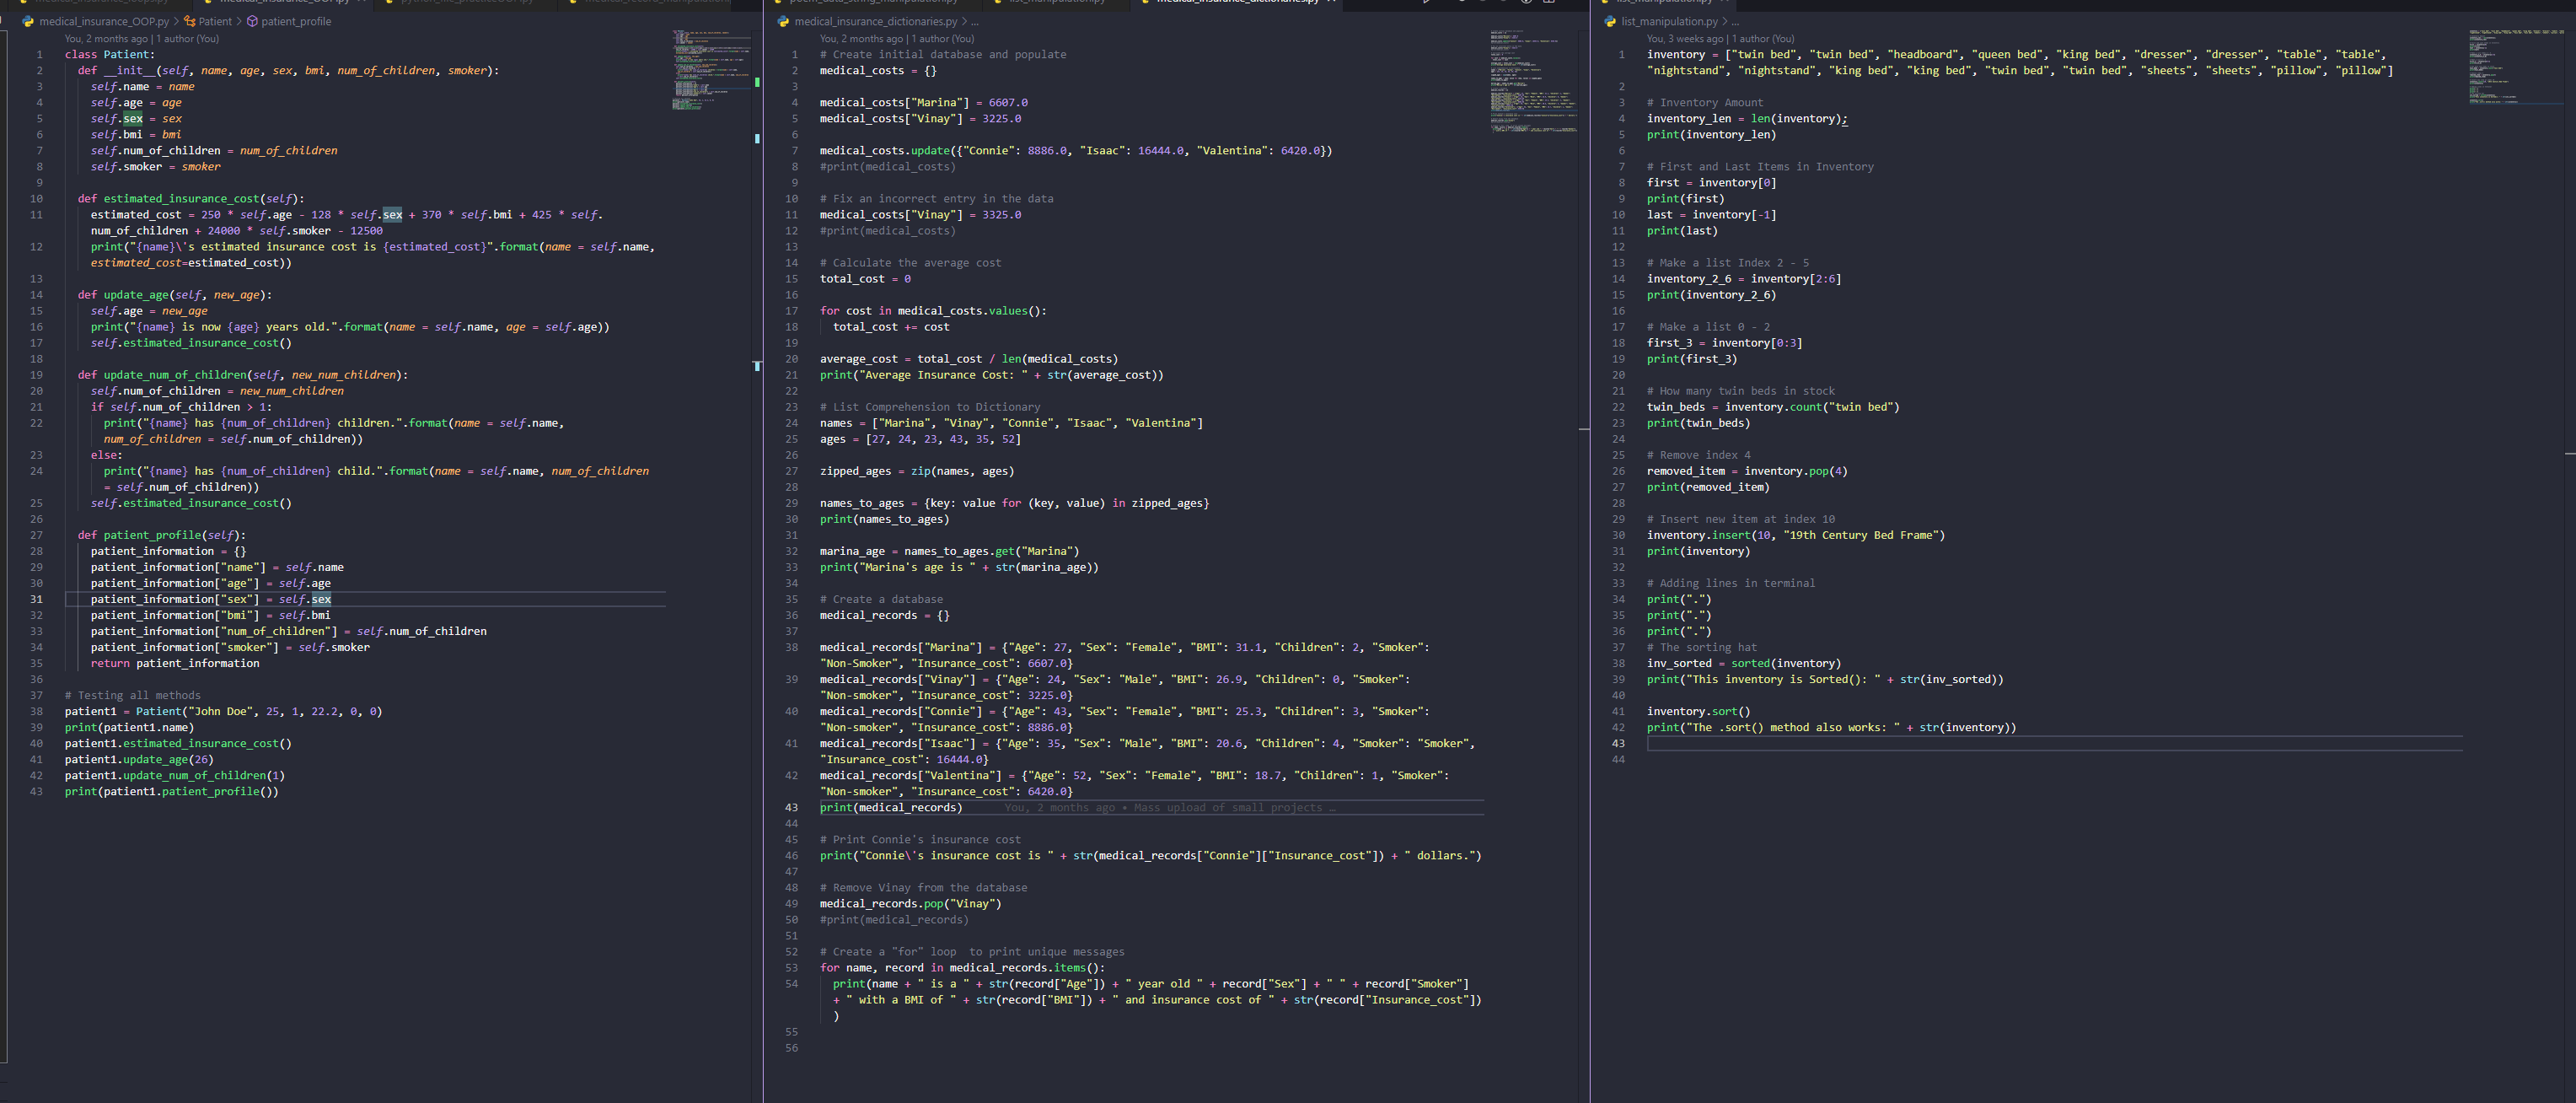 medical_insurance_OOP.py > Patient > patient_profile
You, 2 months ago | 1 author (You)
1 class Patient:
2 def __init__(self, name, age, sex, bmi, num_of_children, smoker):
3 self.name = name
4 self.age = age
5 self.sex = sex
6 self.bmi = bmi
7 self.num_of_children = num_of_children
8 self.smoker = smoker
9
10 def estimated_insurance_cost(self):
11 estimated_cost = 250 * self.age - 128 * self.sex + 370 * self.bmi + 425 * self.
num_of_children + 24000 * self.smoker - 12500
12 print("{name}\'s estimated insurance cost is {estimated_cost}".format(name = self.name,
estimated_cost=estimated_cost))
13
14 def update_age(self, new_age):
15 self.age = new_age
16 print("{name} is now {age} years old.".format(name = self.name, age = self.age))
17 self.estimated_insurance_cost()
18
19 def update_num_of_children(self, new_num_children):
20 self.num_of_children = new_num_children
21 if self.num_of_children > 1:
22 print("{name} has {num_of_children} children.".format(name = self.name,
num_of_children = self.num_of_children))
23 else:
24 print("{name} has {num_of_children} child.".format(name = self.name, num_of_children
= self.num_of_children))
25 self.estimated_insurance_cost()
26
27 def patient_profile(self):
28 patient_information = {}
29 patient_information["name"] = self.name
30 patient_information["age"] = self.age
31 patient_information["sex"] = self.sex
32 patient_information["bmi"] = self.bmi
33 patient_information["num_of_children"] = self.num_of_children
34 patient_information["smoker"] = self.smoker
35 return patient_information
36
37 # Testing all methods
38 patient1 = Patient("John Doe", 25, 1, 22.2, 0, 0)
39 print(patient1.name)
40 patient1.estimated_insurance_cost()
41 patient1.update_age(26)
42 patient1.update_num_of_children(1)
43 print(patient1.patient_profile())
medical_insurance_dictionaries.py > ...
You, 2 months ago | 1 author (You)
1 # Create initial database and populate
2 medical_costs = {}
3
4 medical_costs["Marina"] = 6607.0
5 medical_costs["Vinay"] = 3225.0
6
7 medical_costs.update({"Connie": 8886.0, "Isaac": 16444.0, "Valentina": 6420.0})
8 #print(medical_costs)
9
10 # Fix an incorrect entry in the data
11 medical_costs["Vinay"] = 3325.0
12 #print(medical_costs)
13
14 # Calculate the average cost
15 total_cost = 0
16
17 for cost in medical_costs.values():
18 total_cost += cost
19
20 average_cost = total_cost / len(medical_costs)
21 print("Average Insurance Cost: " + str(average_cost))
22
23 # List Comprehension to Dictionary
24 names = ["Marina", "Vinay", "Connie", "Isaac", "Valentina"]
25 ages = [27, 24, 23, 43, 35, 52]
26
27 zipped_ages = zip(names, ages)
28
29 names_to_ages = {key: value for (key, value) in zipped_ages}
30 print(names_to_ages)
31
32 marina_age = names_to_ages.get("Marina")
33 print("Marina's age is " + str(marina_age))
34
35 # Create a database
36 medical_records = {}
37
38 medical_records["Marina"] = {"Age": 27, "Sex": "Female", "BMI": 31.1, "Children": 2, "Smoker":
"Non-Smoker", "Insurance_cost": 6607.0}
39 medical_records["Vinay"] = {"Age": 24, "Sex": "Male", "BMI": 26.9, "Children": 0, "Smoker":
"Non-smoker", "Insurance_cost": 3225.0}
40 medical_records["Connie"] = {"Age": 43, "Sex": "Female", "BMI": 25.3, "Children": 3, "Smoker":
"Non-smoker", "Insurance_cost": 8886.0}
41 medical_records["Isaac"] = {"Age": 35, "Sex": "Male", "BMI": 20.6, "Children": 4, "Smoker": "Smoker",
"Insurance_cost": 16444.0}
42 medical_records["Valentina"] = {"Age": 52, "Sex": "Female", "BMI": 18.7, "Children": 1, "Smoker":
"Non-smoker", "Insurance_cost": 6420.0}
43 print(medical_records) You, 2 months ago • Mass upload of small projects …
44
45 # Print Connie's insurance cost
46 print("Connie\'s insurance cost is " + str(medical_records["Connie"]["Insurance_cost"]) + " dollars.")
47
48 # Remove Vinay from the database
49 medical_records.pop("Vinay")
50 #print(medical_records)
51
52 # Create a "for" loop  to print unique messages
53 for name, record in medical_records.items():
54 print(name + " is a " + str(record["Age"]) + " year old " + record["Sex"] + " " + record["Smoker"]
+ " with a BMI of " + str(record["BMI"]) + " and insurance cost of " + str(record["Insurance_cost"])
)
55
56
list_manipulation.py > ...
You, 3 weeks ago | 1 author (You)
1 inventory = ["twin bed", "twin bed", "headboard", "queen bed", "king bed", "dresser", "dresser", "table", "table",
"nightstand", "nightstand", "king bed", "king bed", "twin bed", "twin bed", "sheets", "sheets", "pillow", "pillow"]
2
3 # Inventory Amount
4 inventory_len = len(inventory);
5 print(inventory_len)
6
7 # First and Last Items in Inventory
8 first = inventory[0]
9 print(first)
10 last = inventory[-1]
11 print(last)
12
13 # Make a list Index 2 - 5
14 inventory_2_6 = inventory[2:6]
15 print(inventory_2_6)
16
17 # Make a list 0 - 2
18 first_3 = inventory[0:3]
19 print(first_3)
20
21 # How many twin beds in stock
22 twin_beds = inventory.count("twin bed")
23 print(twin_beds)
24
25 # Remove index 4
26 removed_item = inventory.pop(4)
27 print(removed_item)
28
29 # Insert new item at index 10
30 inventory.insert(10, "19th Century Bed Frame")
31 print(inventory)
32
33 # Adding lines in terminal
34 print(".")
35 print(".")
36 print(".")
37 # The sorting hat
38 inv_sorted = sorted(inventory)
39 print("This inventory is Sorted(): " + str(inv_sorted))
40
41 inventory.sort()
42 print("The .sort() method also works: " + str(inventory))
43
44